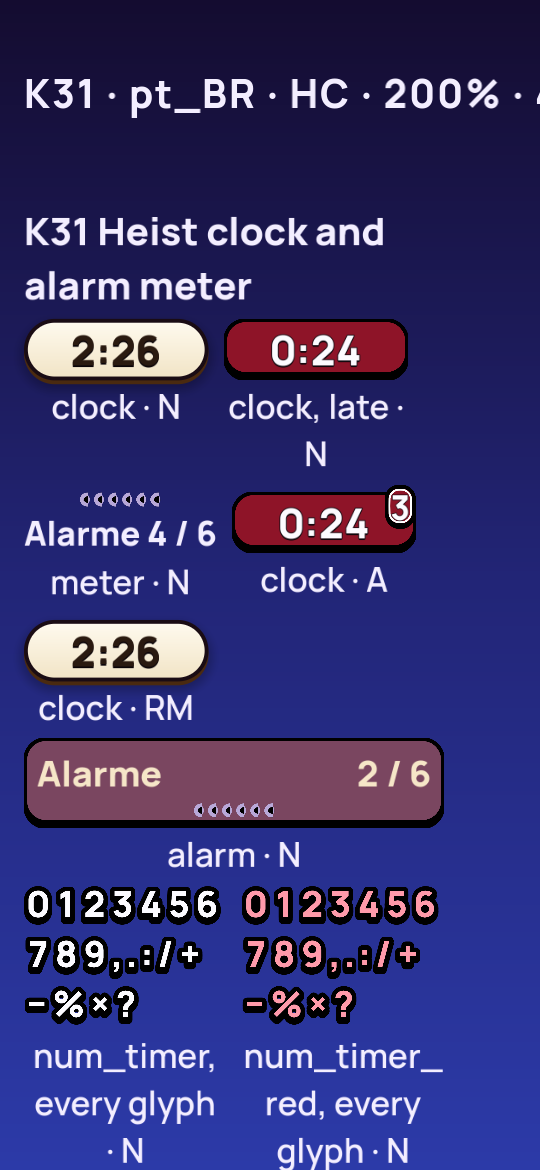 K31 · pt_BR · HC · 200% ·
K31 Heist clock and
alarm meter
2:26
0:24
clock · N
clock, late ·
N
Alarme 4 / 6
0:24
3
meter · N
clock · A
2:26
clock · RM
Alarme 2 / 6
alarm · N
0123456
789,.:/+
−%×?
0123456
789,.:/+
−%×?
num_timer,
every glyph
· N
num_timer_
red, every
glyph · N